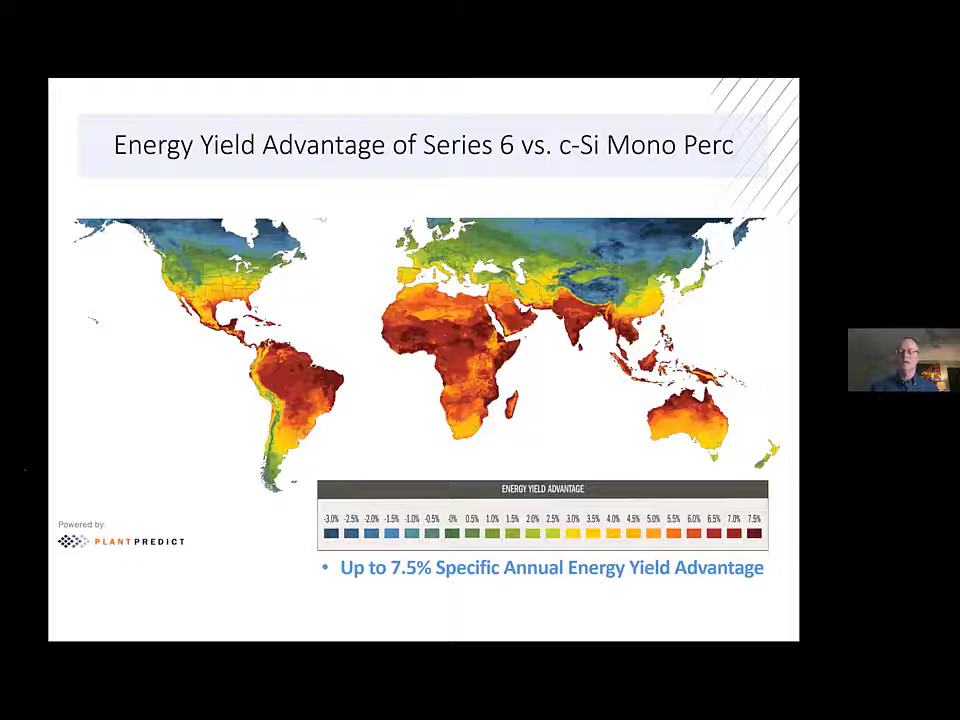 Energy Yield Advantage of Series 6 vs. c-Si Mono Perc
ENERGY YIELD ADVANTAGE
-3.0% -2.5% -2.0% -1.5% -1.0% -0.5% -0% 0.5% 1.0% 1.5% 2.0% 2.5% 3.0% 3.5% 4.0% 4.5% 5.0% 5.5% 6.0% 6.5% 7.0% 7.5%
Powered by:
PLANTPREDICT
• Up to 7.5% Specific Annual Energy Yield Advantage